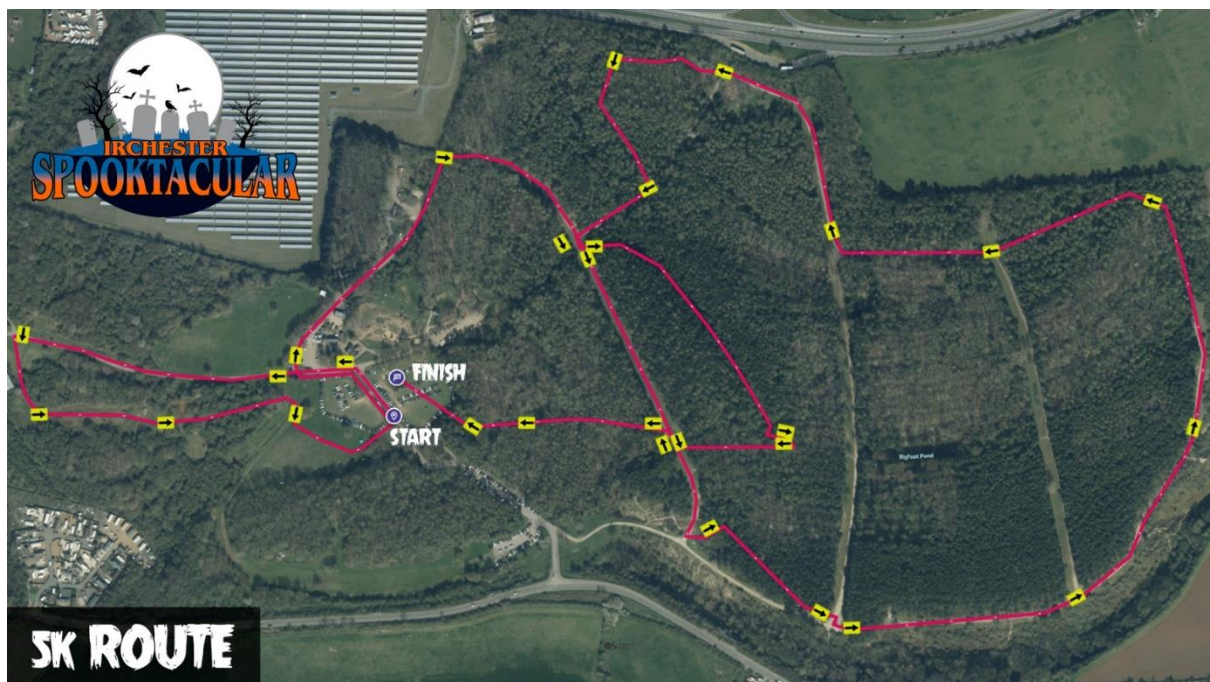 IRCHESTER
SPOOKTACULAR
FINISH
START
Bigfoot Pond
5K ROUTE